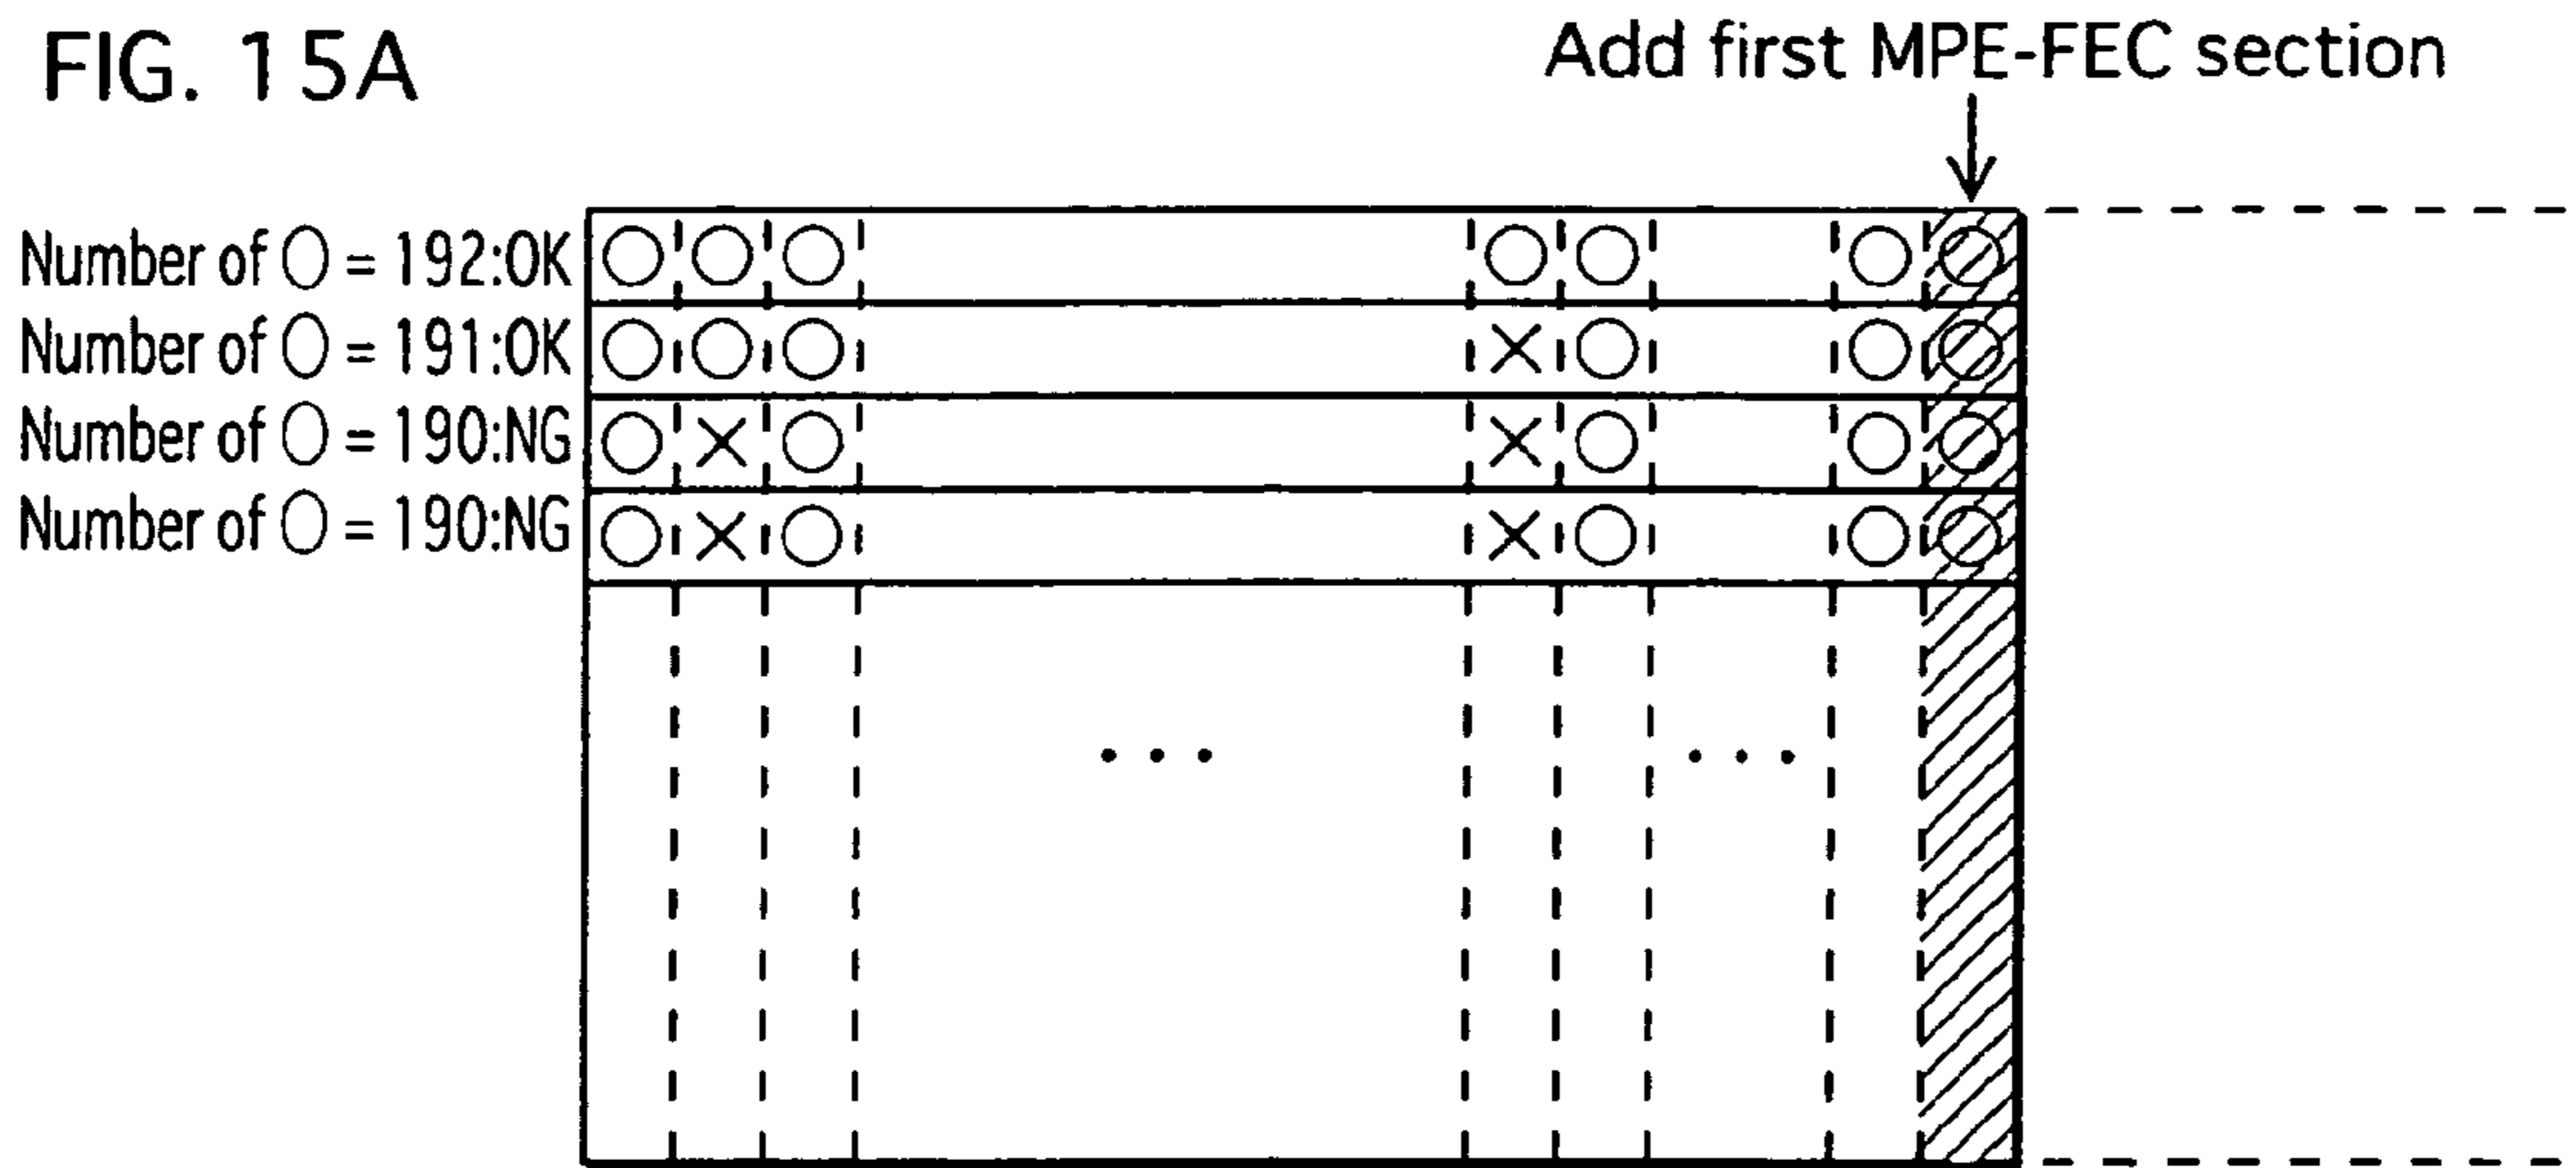 FIG. 15A
Add first MPE-FEC section
Number of ○ = 192:OK
Number of ○ = 191:OK
Number of ○ = 190:NG
Number of ○ = 190:NG